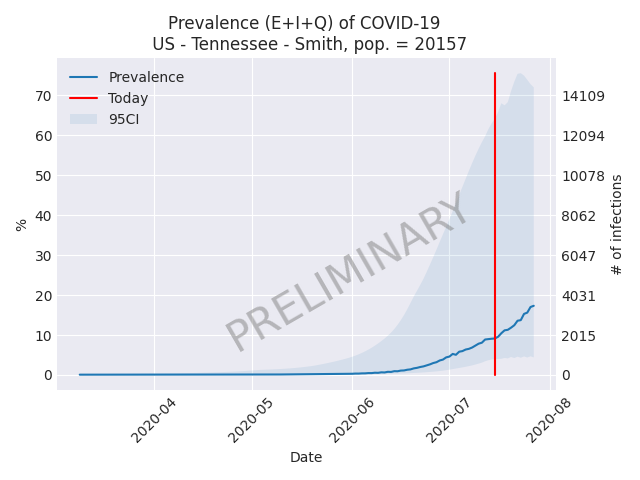 Prevalence (E+I+Q) of COVID-19
US - Tennessee - Smith, pop. = 20157
Prevalence
Today
95CI
70
60
50
40
30
20
10
0
%
14109
12094
10078
8062
6047
4031
2015
0
# of infections
PRELIMINARY
2020-04
2020-05
2020-06
2020-07
2020-08
Date